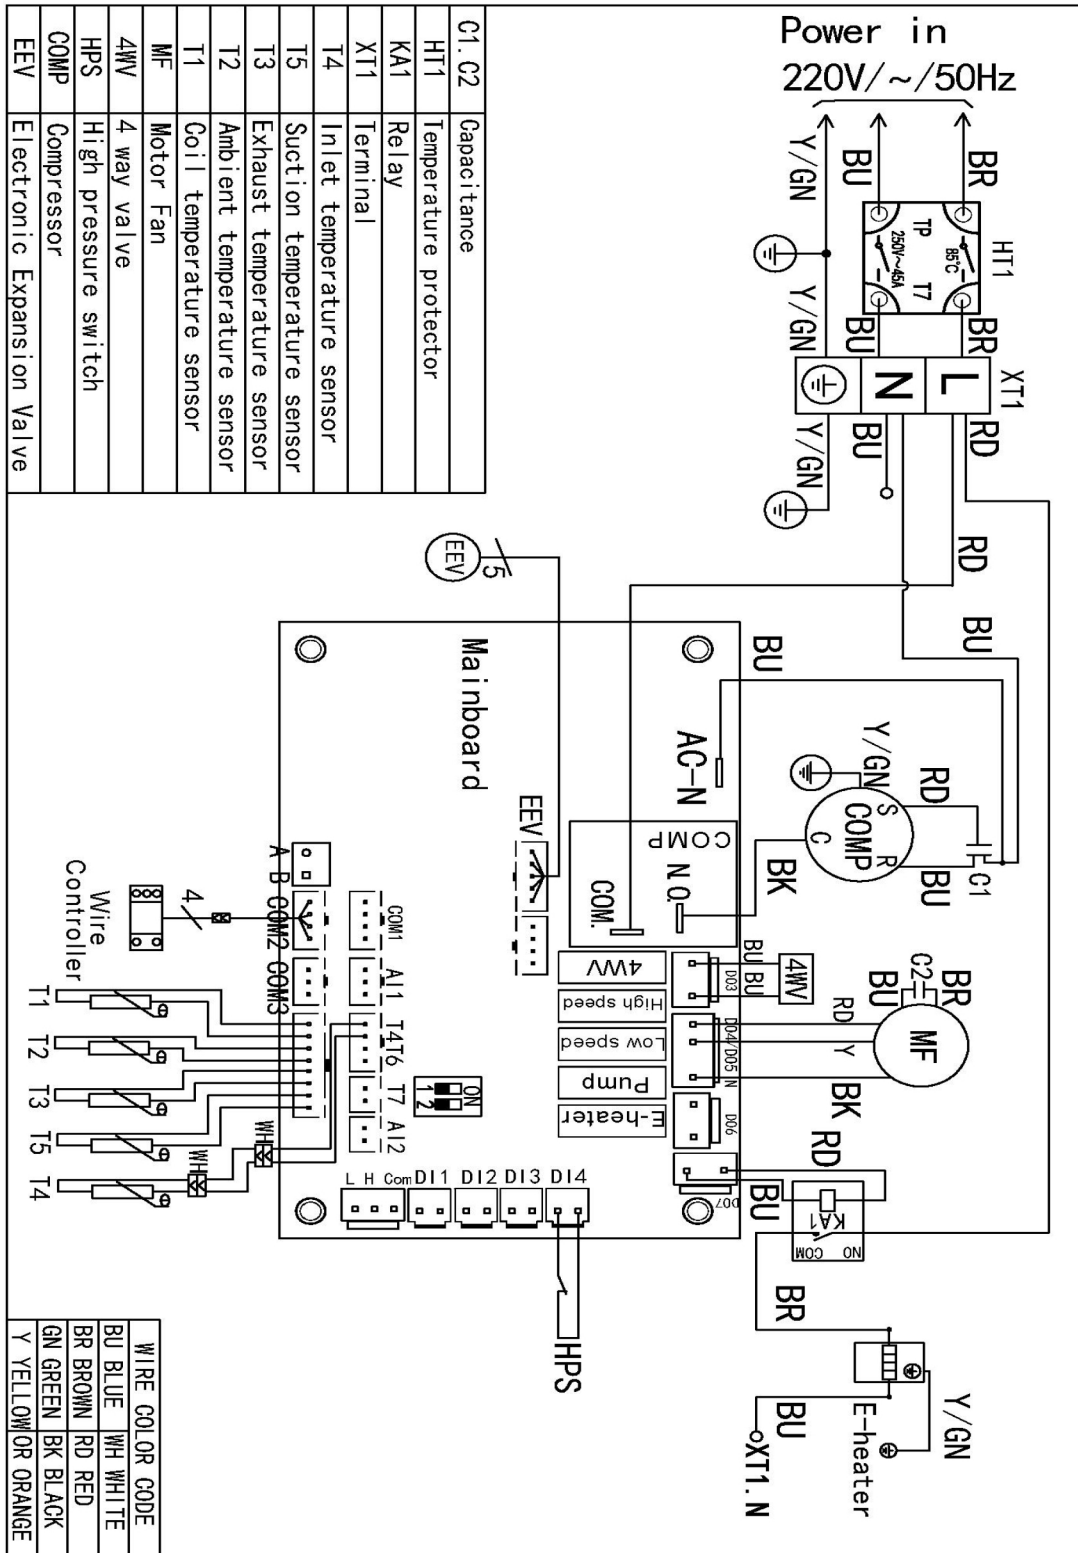 Power in
220V/~/50Hz
Y/GN
BU
BR
HT1
TP
T7
250V~45A
85℃
Y/GN
BU
BR
XT1
N
L
Y/GN
BU
RD
RD
BU
C1.C2 Capacitance
HT1 Temperature protector
KA1 Relay
XT1 Terminal
T4 Inlet temperature sensor
T5 Suction temperature sensor
T3 Exhaust temperature sensor
T2 Ambient temperature sensor
T1 Coil temperature sensor
MF Motor Fan
4WV 4 way valve
HPS High pressure switch
COMP Compressor
EEV Electronic Expansion Valve
EEV
5
Mainboard
BU
AC-N
EEV
COMP
N.O.
COM.
Y/GN
RD
S
COMP
R
C
BU
C1
BK
4WV
High speed
Low speed
Pump
E-heater
BU
BU
4WV
DO3
DO4/DO5
N
DO6
DO7
RD
Y
BK
BU
BR
C2
MF
RD
BU
KA1
COM
NO
BR
E-heater
Y/GN
BU
XT1.N
A
B
COM2
COM3
COM1
AI1
T4T6
T7
AI2
ON
1 2
L H Com DI1 DI2 DI3 DI4
HPS
Wire
Controller
4
T1
T2
T3
T5
T4
WH
WH
WIRE COLOR CODE
BU BLUE WH WHITE
BR BROWN RD RED
GN GREEN BK BLACK
Y YELLOW OR ORANGE